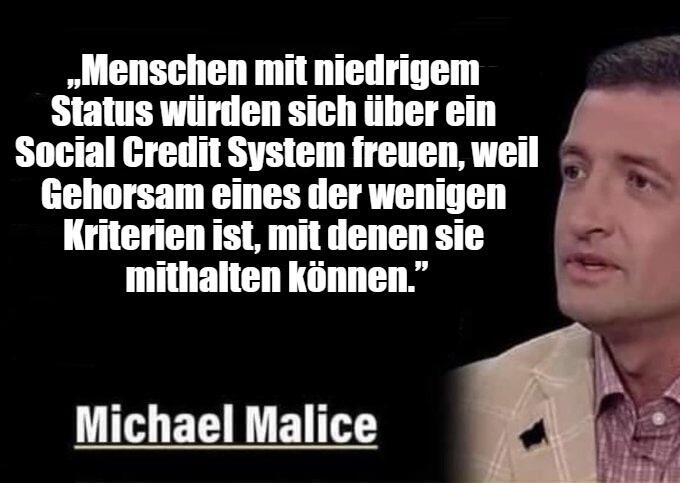 „Menschen mit niedrigem
Status würden sich über ein
Social Credit System freuen, weil
Gehorsam eines der wenigen
Kriterien ist, mit denen sie
mithalten können.”
Michael Malice